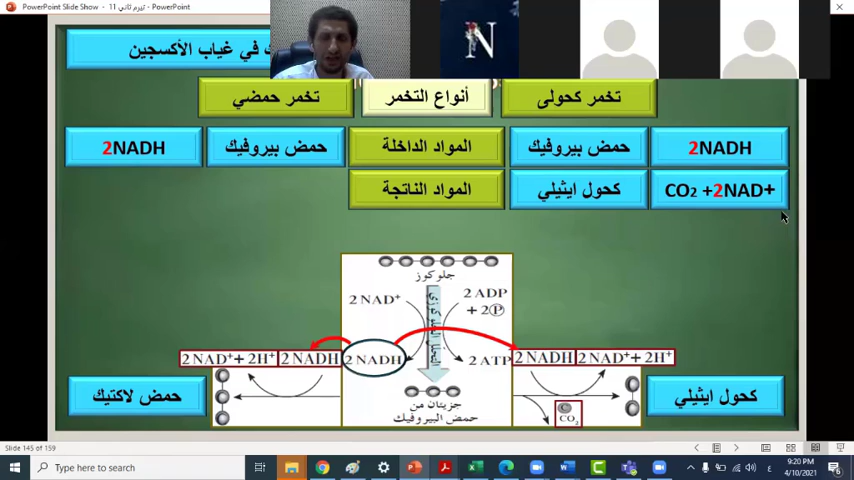 PowerPoint Slide Show - تيرم ثاني 11 - PowerPoint
في غياب الأكسجين
N
تخمر كحولى
أنواع التخمر
تخمر حمضي
2NADH
حمض بيروفيك
المواد الداخلة
حمض بيروفيك
2NADH
CO₂ +2NAD+
كحول ايثيلي
المواد الناتجة
جلوكوز
2 NAD⁺
2 ADP
+ 2Ⓟ
2 NAD⁺ + 2H⁺
2 NADH
2 NADH
2 ATP
2 NADH
2 NAD⁺ + 2H⁺
جزيئتان من
حمض البيروفيك
C
CO₂
حمض لاكتيك
كحول ايثيلي
Slide 145 of 159
Type here to search
ع
9:20 PM
4/10/2021
6